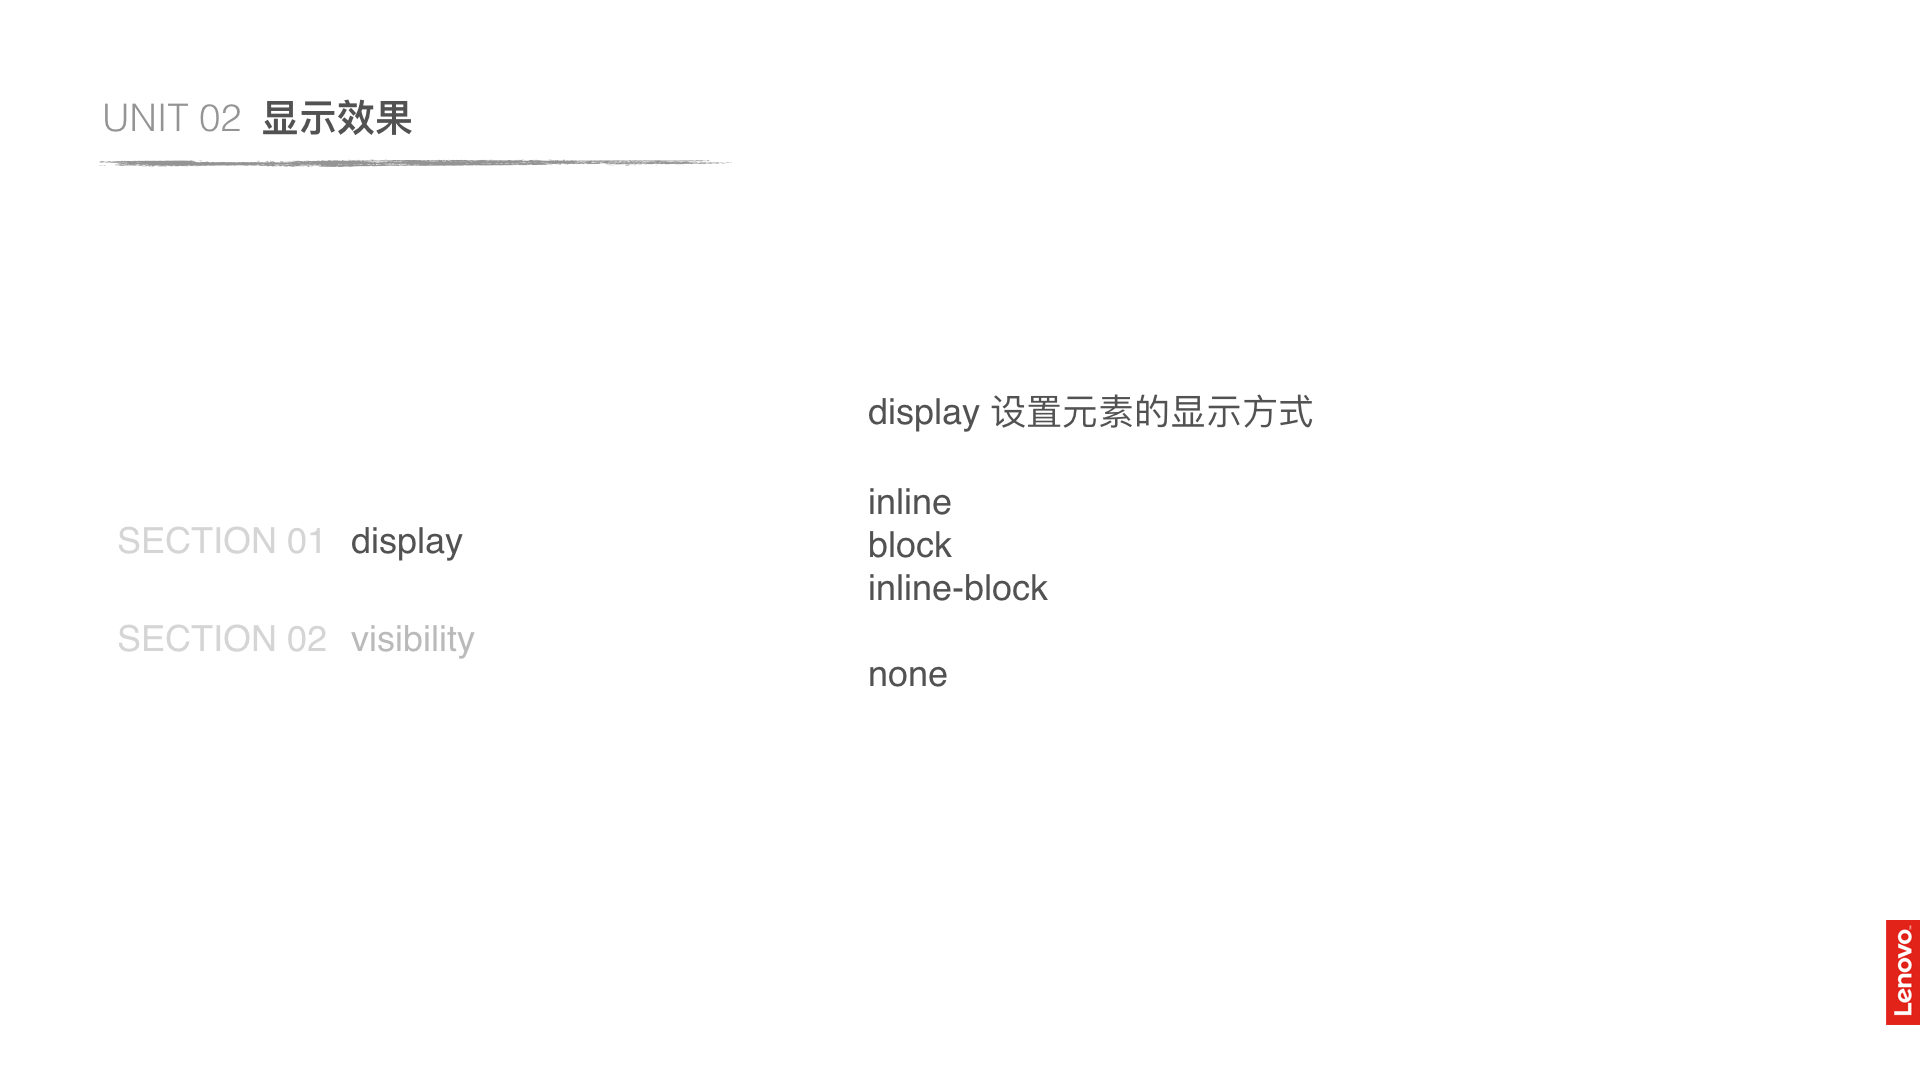 UNIT 02 显示效果
SECTION 01 display
SECTION 02 visibility
display 设置元素的显示方式
inline
block
inline-block
none
Lenovo